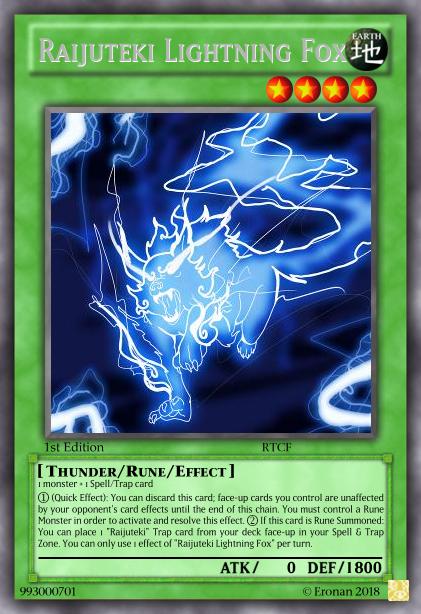 Raijuteki Lightning Fox
EARTH
地
1st Edition RTCF
[ Thunder/Rune/Effect ]
1 monster + 1 Spell/Trap card
① (Quick Effect): You can discard this card; face-up cards you control are unaffected
by your opponent's card effects until the end of this chain. You must control a Rune
Monster in order to activate and resolve this effect. ② If this card is Rune Summoned:
You can place 1 "Raijuteki" Trap card from your deck face-up in your Spell & Trap
Zone. You can only use 1 effect of "Raijuteki Lightning Fox" per turn.
ATK/ 0 DEF/1800
993000701 © Eronan 2018